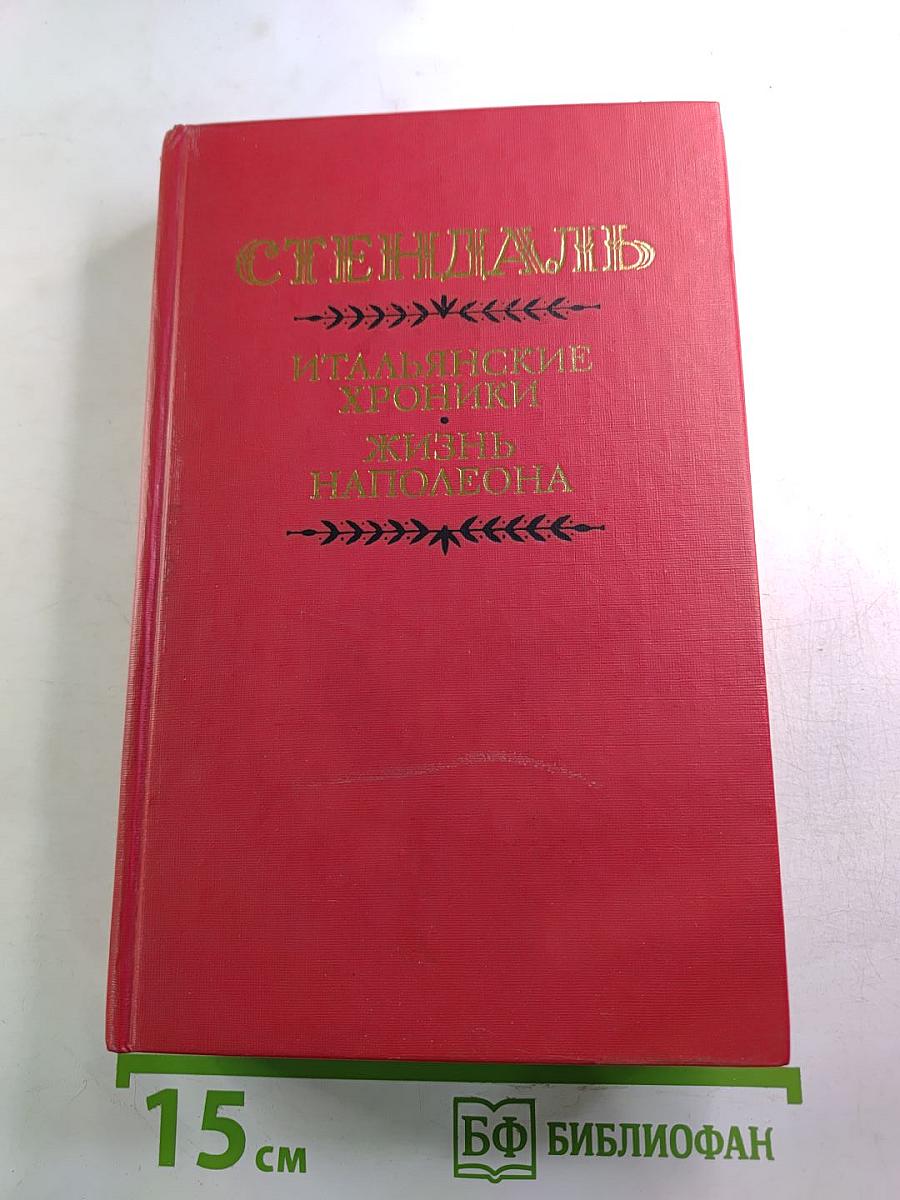 СТЕНДАЛЬ
ИТАЛЬЯНСКИЕ
ХРОНИКИ
•
ЖИЗНЬ
НАПОЛЕОНА
15 см
БФ БИБЛИОФАН